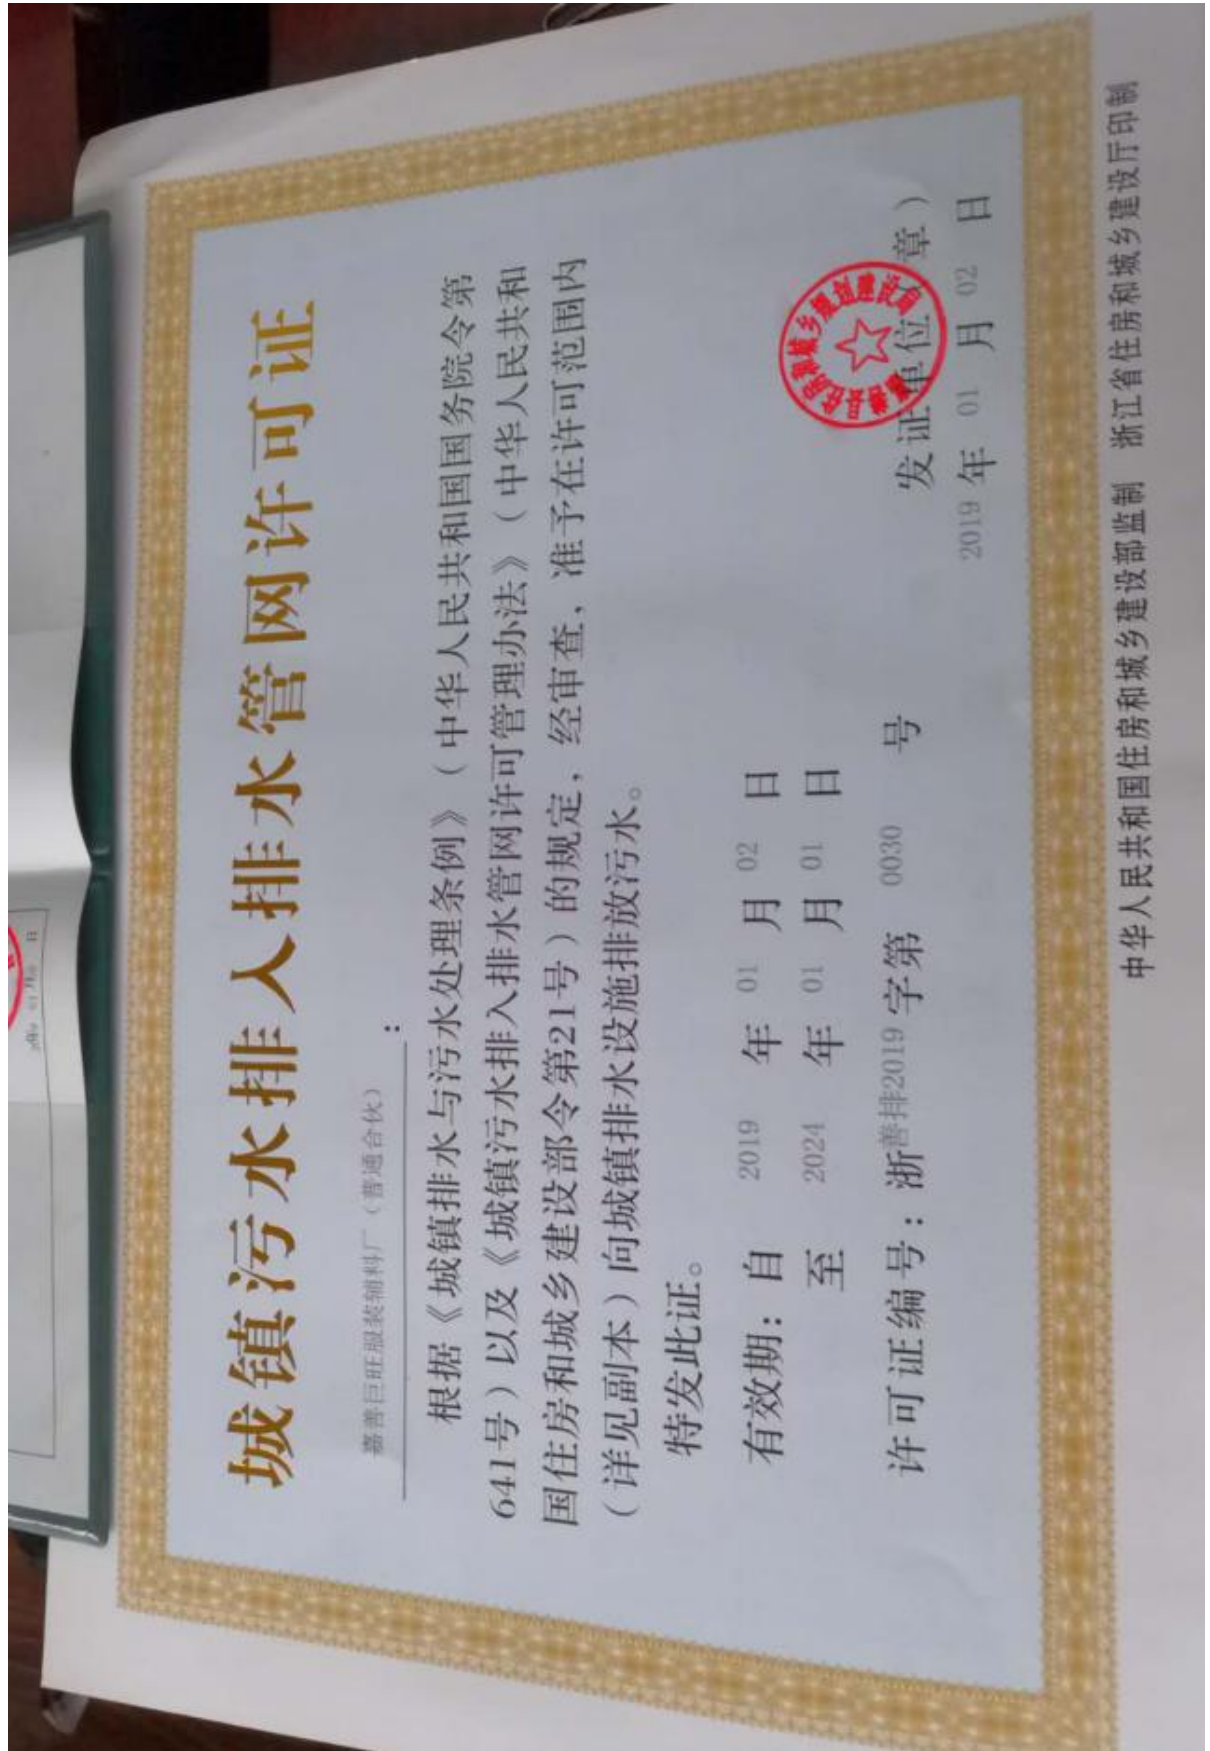 城镇污水排入排水管网许可证
嘉善巨旺服装辅料厂（普通合伙）：
根据《城镇排水与污水处理条例》（中华人民共和国国务院令第
641号）以及《城镇污水排入排水管网许可管理办法》（中华人民共和
国住房和城乡建设部令第21号）的规定，经审查，准予在许可范围内
（详见副本）向城镇排水设施排放污水。
特发此证。
有效期：自 2019 年 01 月 02 日
至 2024 年 01 月 01 日
许可证编号：浙善排2019字第 0030 号
发证单位（章）
2019 年 01 月 02 日
中华人民共和国住房和城乡建设部监制 浙江省住房和城乡建设厅印制